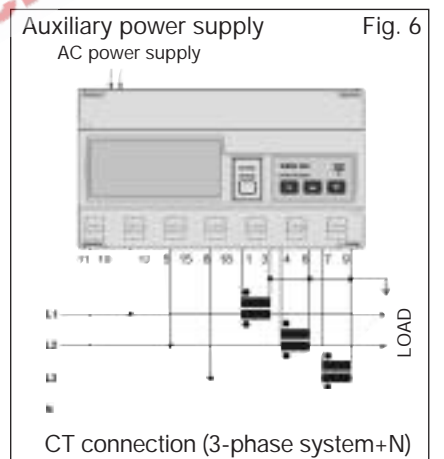 Auxiliary power supply Fig. 6
AC power supply
11 10 12 5 15 8 18 1 3 4 6 7 9
L1
L2
L3
N
LOAD
CT connection (3-phase system+N)